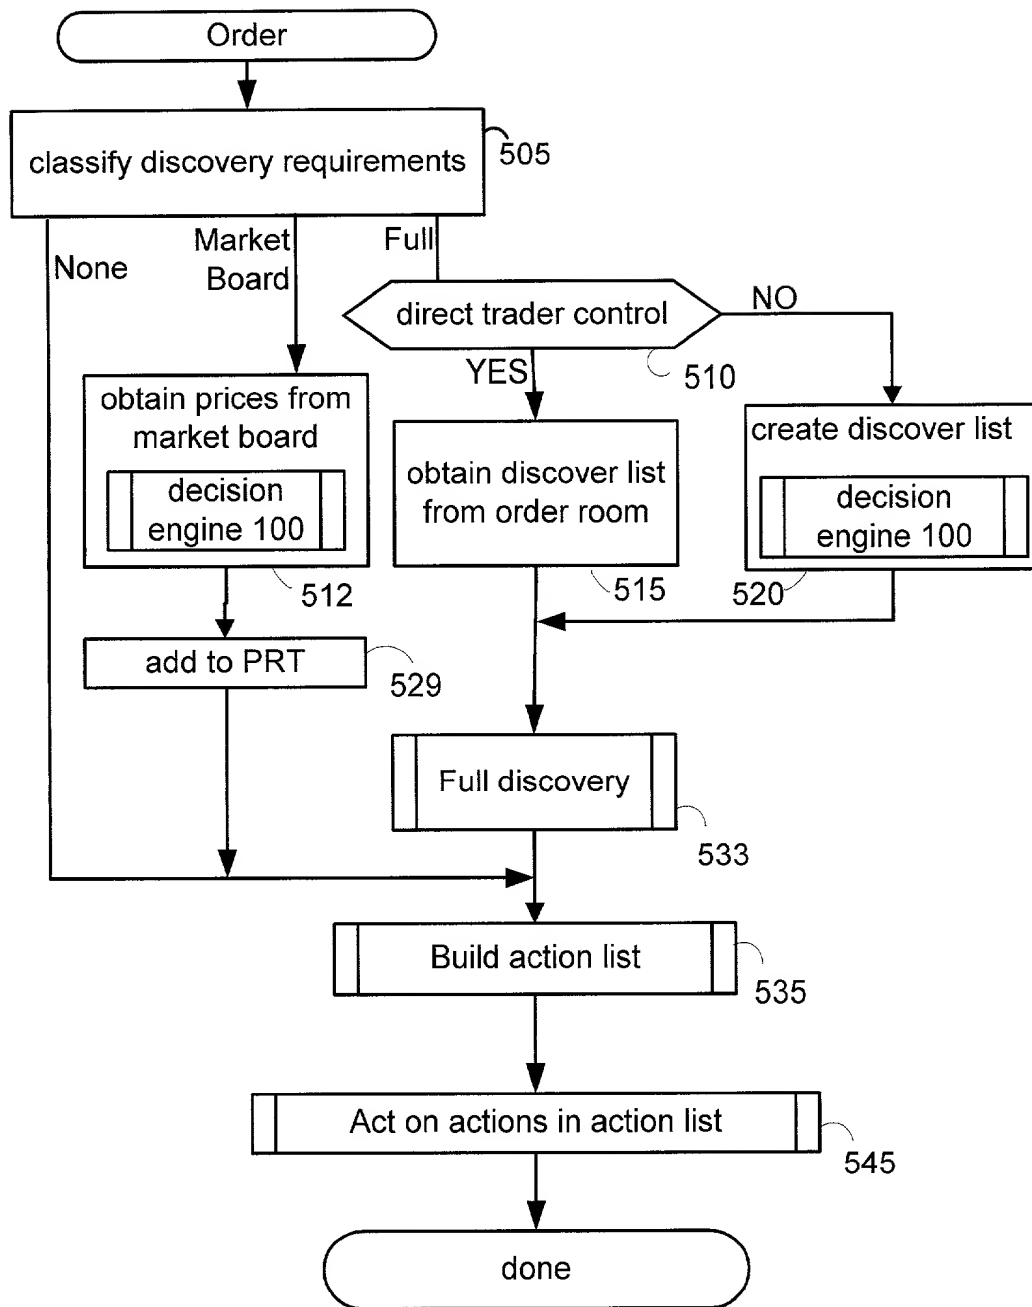 Order
classify discovery requirements
505
None
Market
Board
Full
direct trader control
NO
510
YES
obtain prices from
market board
decision
engine 100
512
obtain discover list
from order room
515
create discover list
decision
engine 100
520
add to PRT
529
Full discovery
533
Build action list
535
Act on actions in action list
545
done